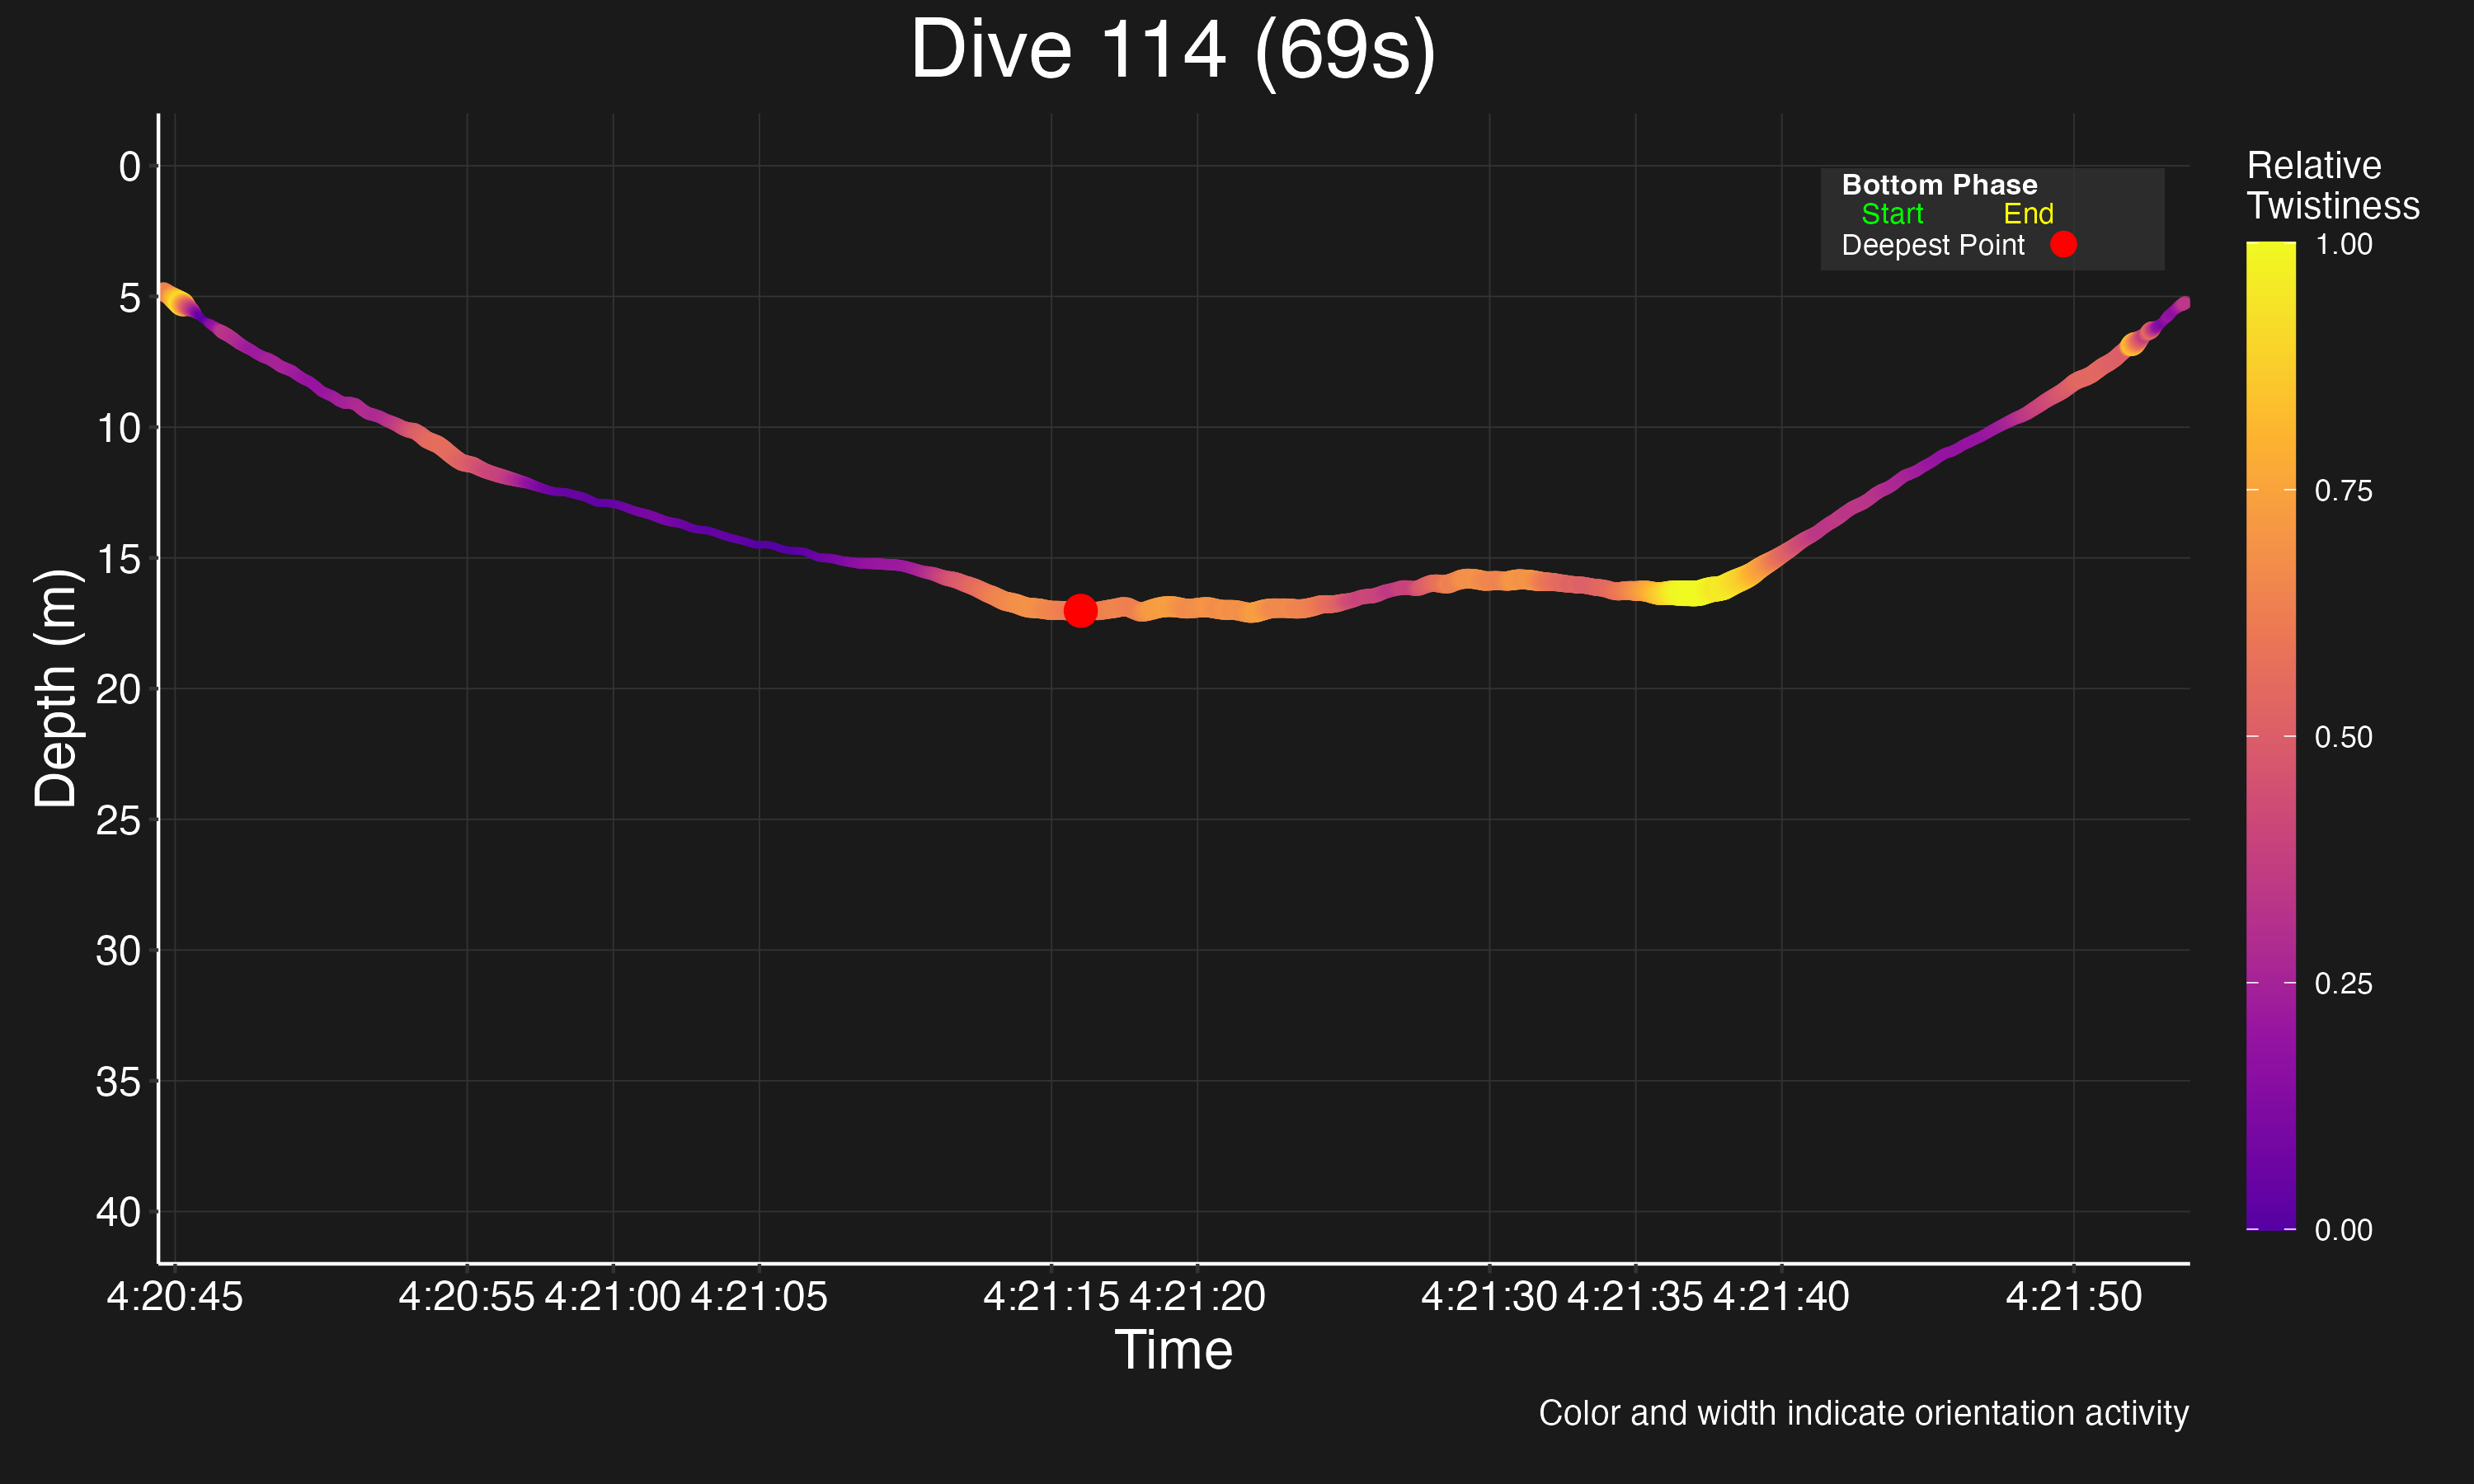 Dive 114 (69s)
Depth (m)
0
5
10
15
20
25
30
35
40
Bottom Phase
Start End
Deepest Point
Relative
Twistiness
1.00
0.75
0.50
0.25
0.00
4:20:45 4:20:55 4:21:00 4:21:05 4:21:15 4:21:20 4:21:30 4:21:35 4:21:40 4:21:50
Time
Color and width indicate orientation activity